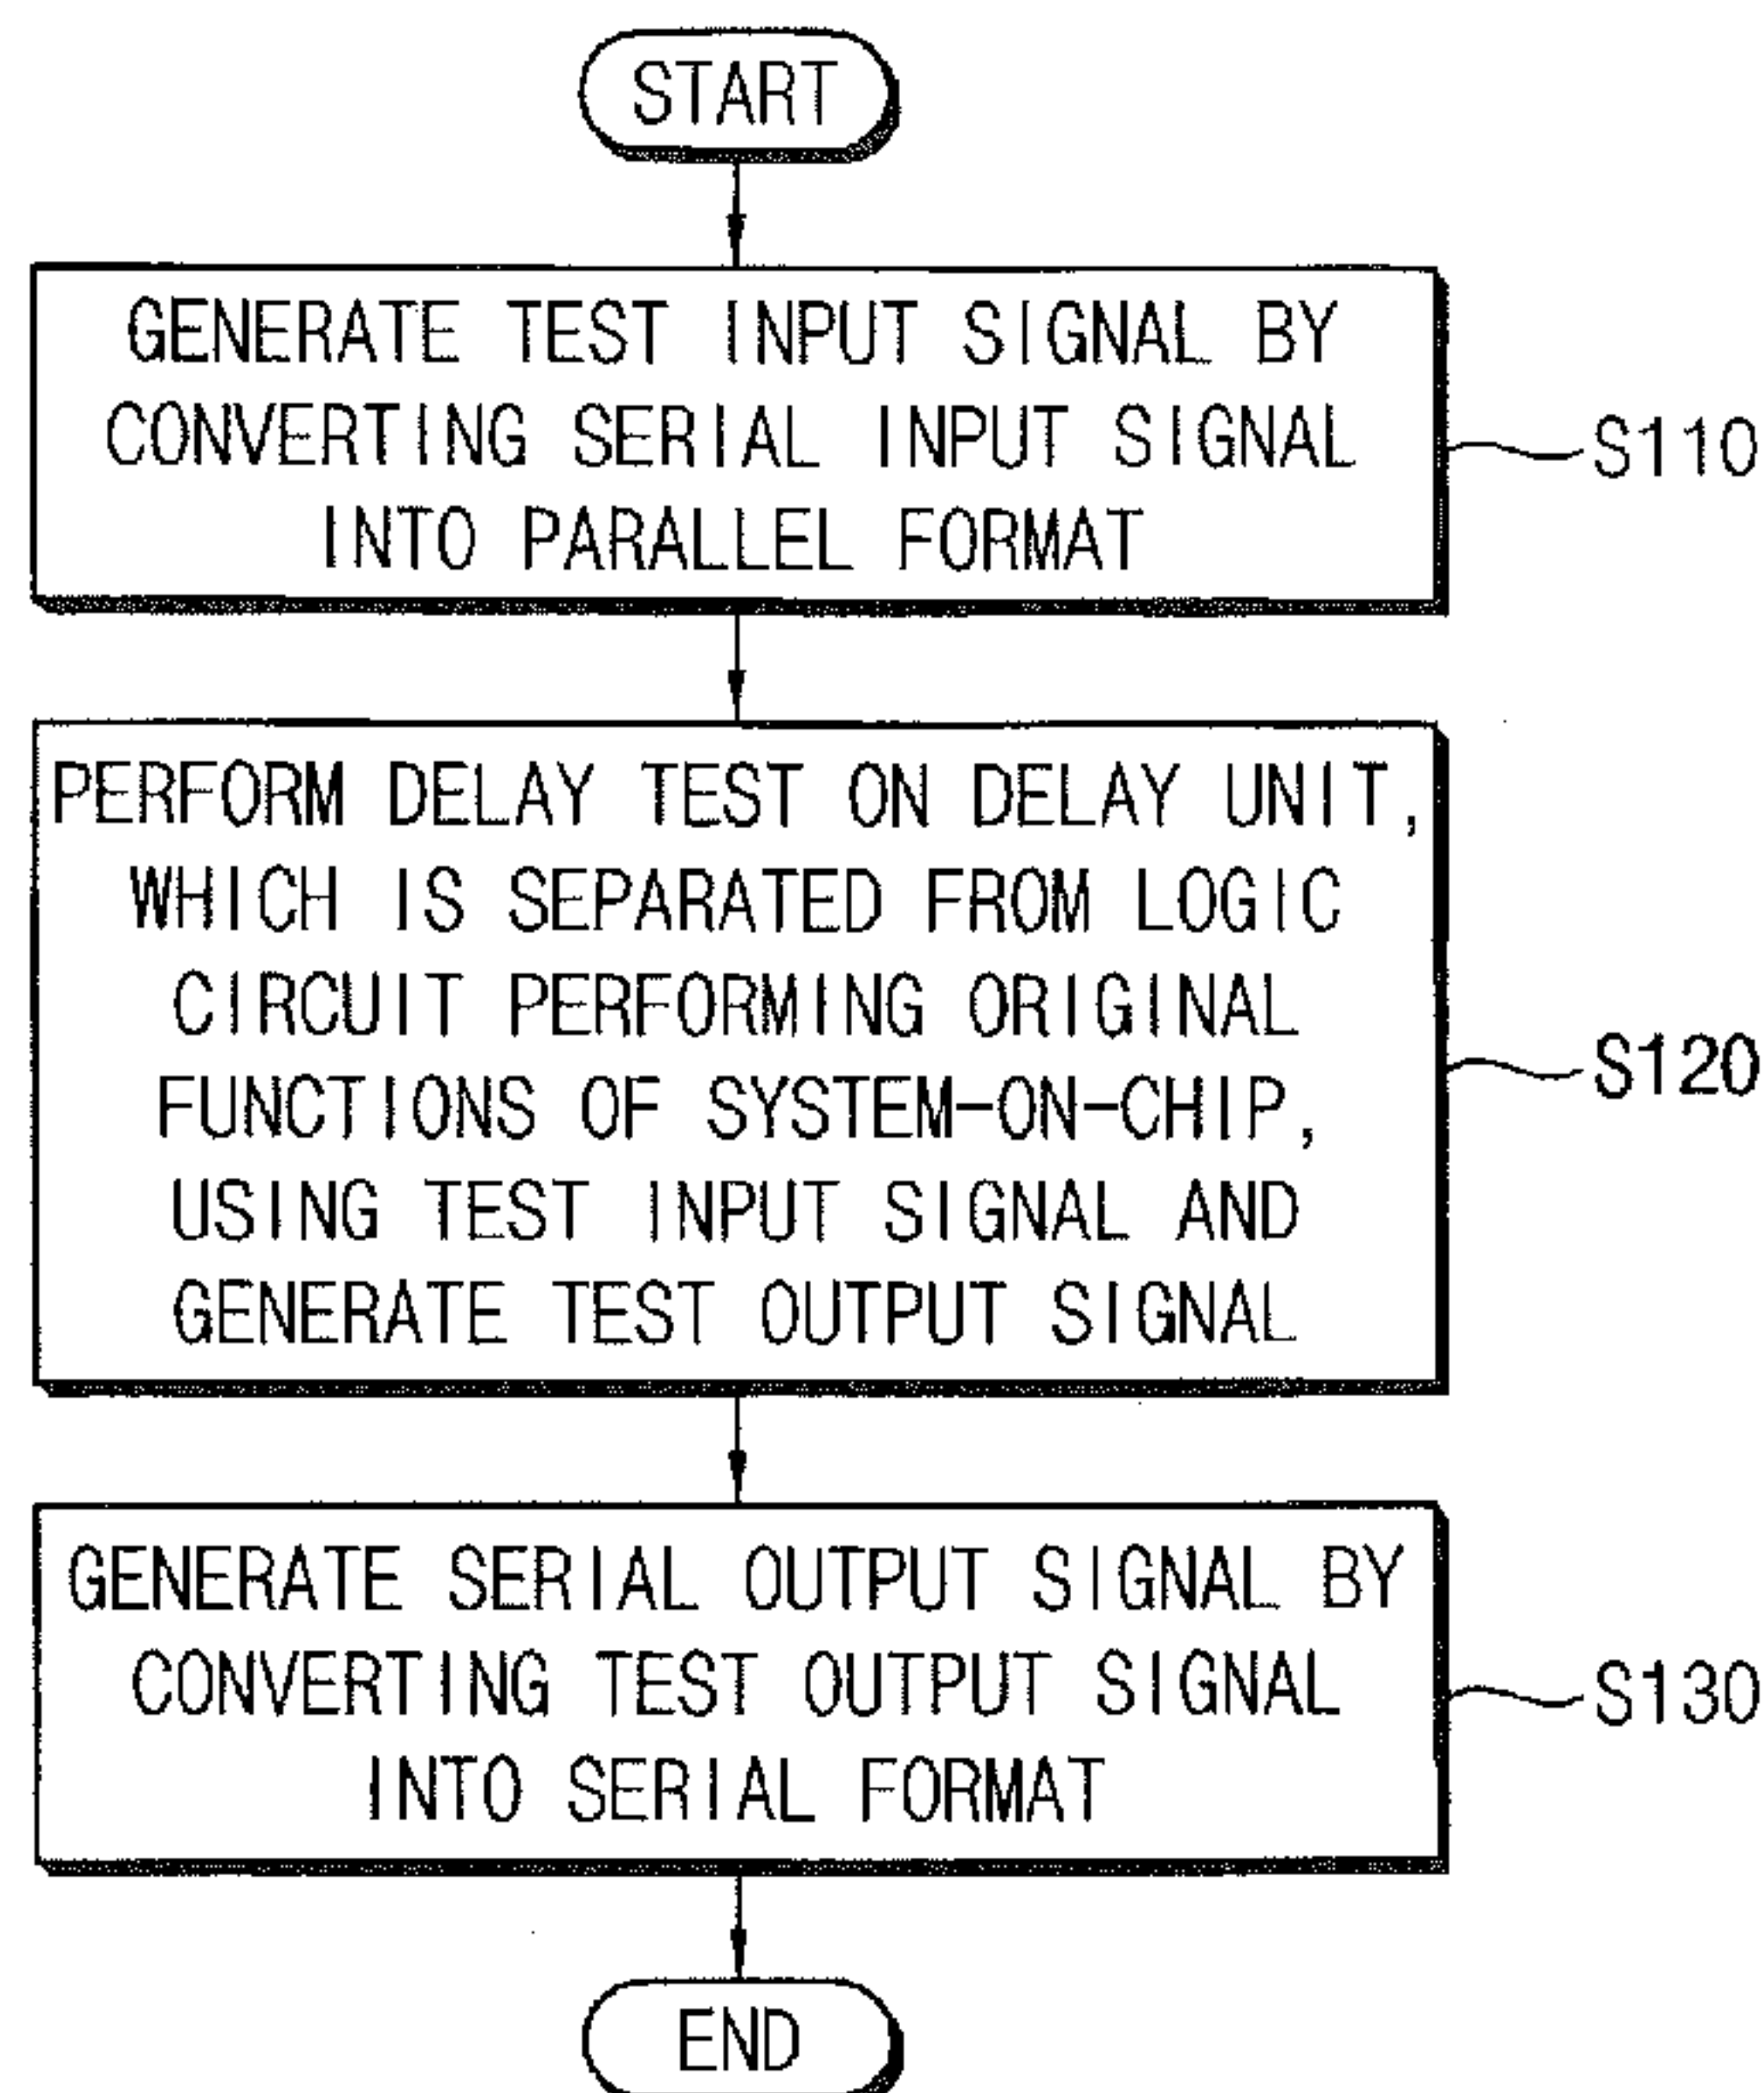 START
GENERATE TEST INPUT SIGNAL BY
CONVERTING SERIAL INPUT SIGNAL
INTO PARALLEL FORMAT
S110
PERFORM DELAY TEST ON DELAY UNIT,
WHICH IS SEPARATED FROM LOGIC
CIRCUIT PERFORMING ORIGINAL
FUNCTIONS OF SYSTEM-ON-CHIP,
USING TEST INPUT SIGNAL AND
GENERATE TEST OUTPUT SIGNAL
S120
GENERATE SERIAL OUTPUT SIGNAL BY
CONVERTING TEST OUTPUT SIGNAL
INTO SERIAL FORMAT
S130
END